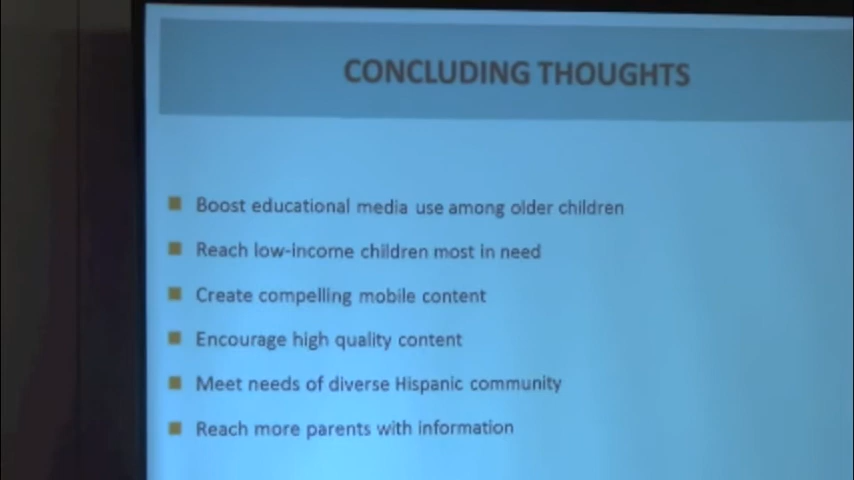 CONCLUDING THOUGHTS
Boost educational media use among older children
Reach low-income children most in need
Create compelling mobile content
Encourage high quality content
Meet needs of diverse Hispanic community
Reach more parents with information